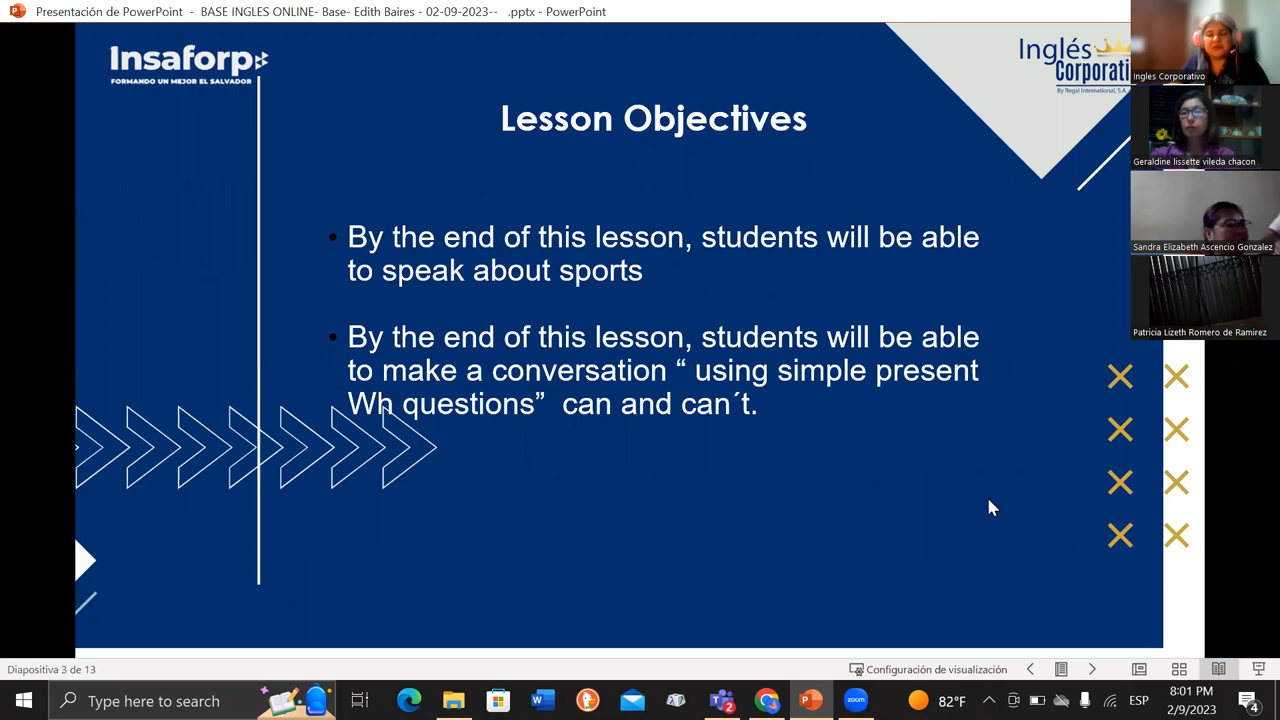 Presentación de PowerPoint - BASE INGLES ONLINE- Base- Edith Baires - 02-09-2023-- .pptx - PowerPoint
Insaforp
FORMANDO UN MEJOR EL SALVADOR
Inglés
Corporati
By Regal International, S.A.
Lesson Objectives
• By the end of this lesson, students will be able
to speak about sports
• By the end of this lesson, students will be able
to make a conversation “ using simple present
Wh questions” can and can´t.
Ingles Corporativo
Geraldine lissette vileda chacon
Sandra Elizabeth Ascencio Gonzalez
Patricia Lizeth Romero de Ramirez
Diapositiva 3 de 13
Configuración de visualización
Type here to search
zoom
2
82°F
ESP
8:01 PM
2/9/2023
4